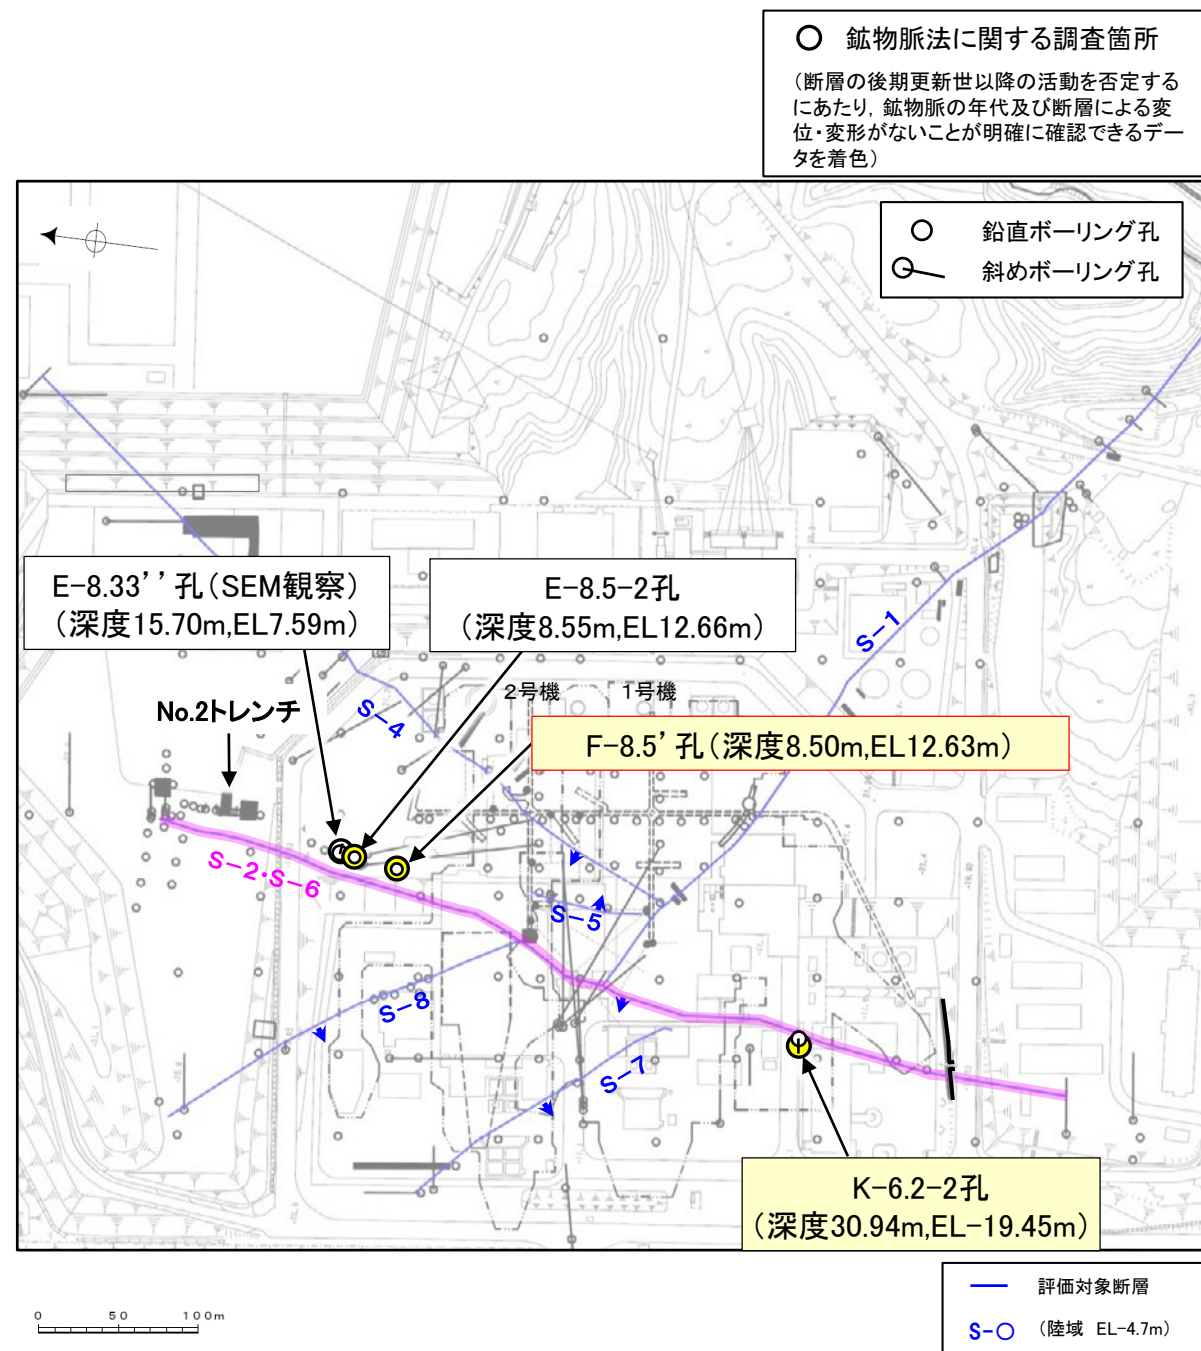 鉱物脈法に関する調査箇所
（断層の後期更新世以降の活動を否定する
にあたり，鉱物脈の年代及び断層による変
位・変形がないことが明確に確認できるデー
タを着色）
鉛直ボーリング孔
斜めボーリング孔
E-8.33’’孔（SEM観察）
（深度15.70m,EL7.59m）
E-8.5-2孔
（深度8.55m,EL12.66m）
S-1
2号機
1号機
S-4
No.2トレンチ
F-8.5’孔（深度8.50m,EL12.63m）
S-2・S-6
S-5
S-8
S-7
K-6.2-2孔
（深度30.94m,EL-19.45m）
0 50 100m
評価対象断層
S-○ （陸域 EL-4.7m）